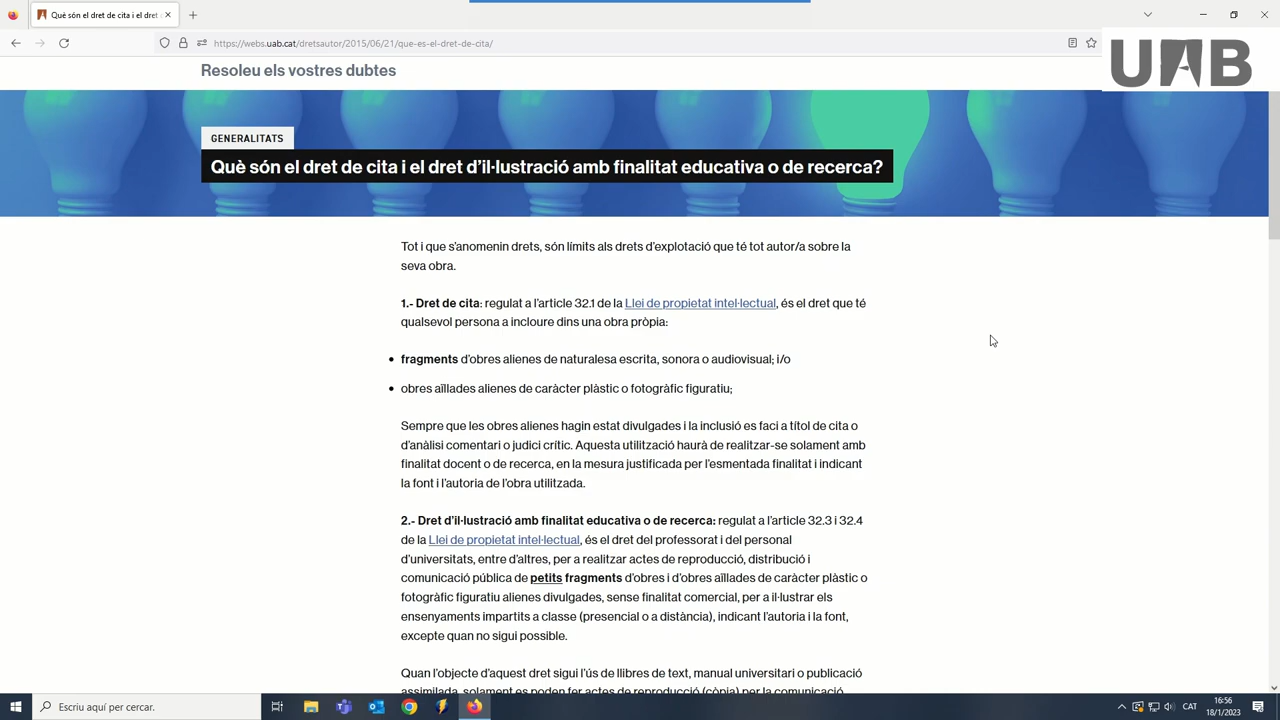 Què són el dret de cita i el dret
https://webs.uab.cat/dretsautor/2015/06/21/que-es-el-dret-de-cita/
UAB
Resoleu els vostres dubtes
GENERALITATS
Què són el dret de cita i el dret d'il·lustració amb finalitat educativa o de recerca?
Tot i que s'anomenin drets, són límits als drets d'explotació que té tot autor/a sobre la
seva obra.
1.- Dret de cita: regulat a l'article 32.1 de la Llei de propietat intel·lectual, és el dret que té
qualsevol persona a incloure dins una obra pròpia:
• fragments d'obres alienes de naturalesa escrita, sonora o audiovisual; i/o
• obres aïllades alienes de caràcter plàstic o fotogràfic figuratiu;
Sempre que les obres alienes hagin estat divulgades i la inclusió es faci a títol de cita o
d'anàlisi comentari o judici crític. Aquesta utilització haurà de realitzar-se solament amb
finalitat docent o de recerca, en la mesura justificada per l'esmentada finalitat i indicant
la font i l'autoria de l'obra utilitzada.
2.- Dret d'il·lustració amb finalitat educativa o de recerca: regulat a l'article 32.3 i 32.4
de la Llei de propietat intel·lectual, és el dret del professorat i del personal
d'universitats, entre d'altres, per a realitzar actes de reproducció, distribució i
comunicació pública de petits fragments d'obres i d'obres aïllades de caràcter plàstic o
fotogràfic figuratiu alienes divulgades, sense finalitat comercial, per a il·lustrar els
ensenyaments impartits a classe (presencial o a distància), indicant l'autoria i la font,
excepte quan no sigui possible.
Quan l'objecte d'aquest dret sigui l'ús de llibres de text, manual universitari o publicació
assimilada, solament es poden fer actes de reproducció (còpia) per la comunicació
Escriu aquí per cercar.
CAT
16:56
18/1/2023